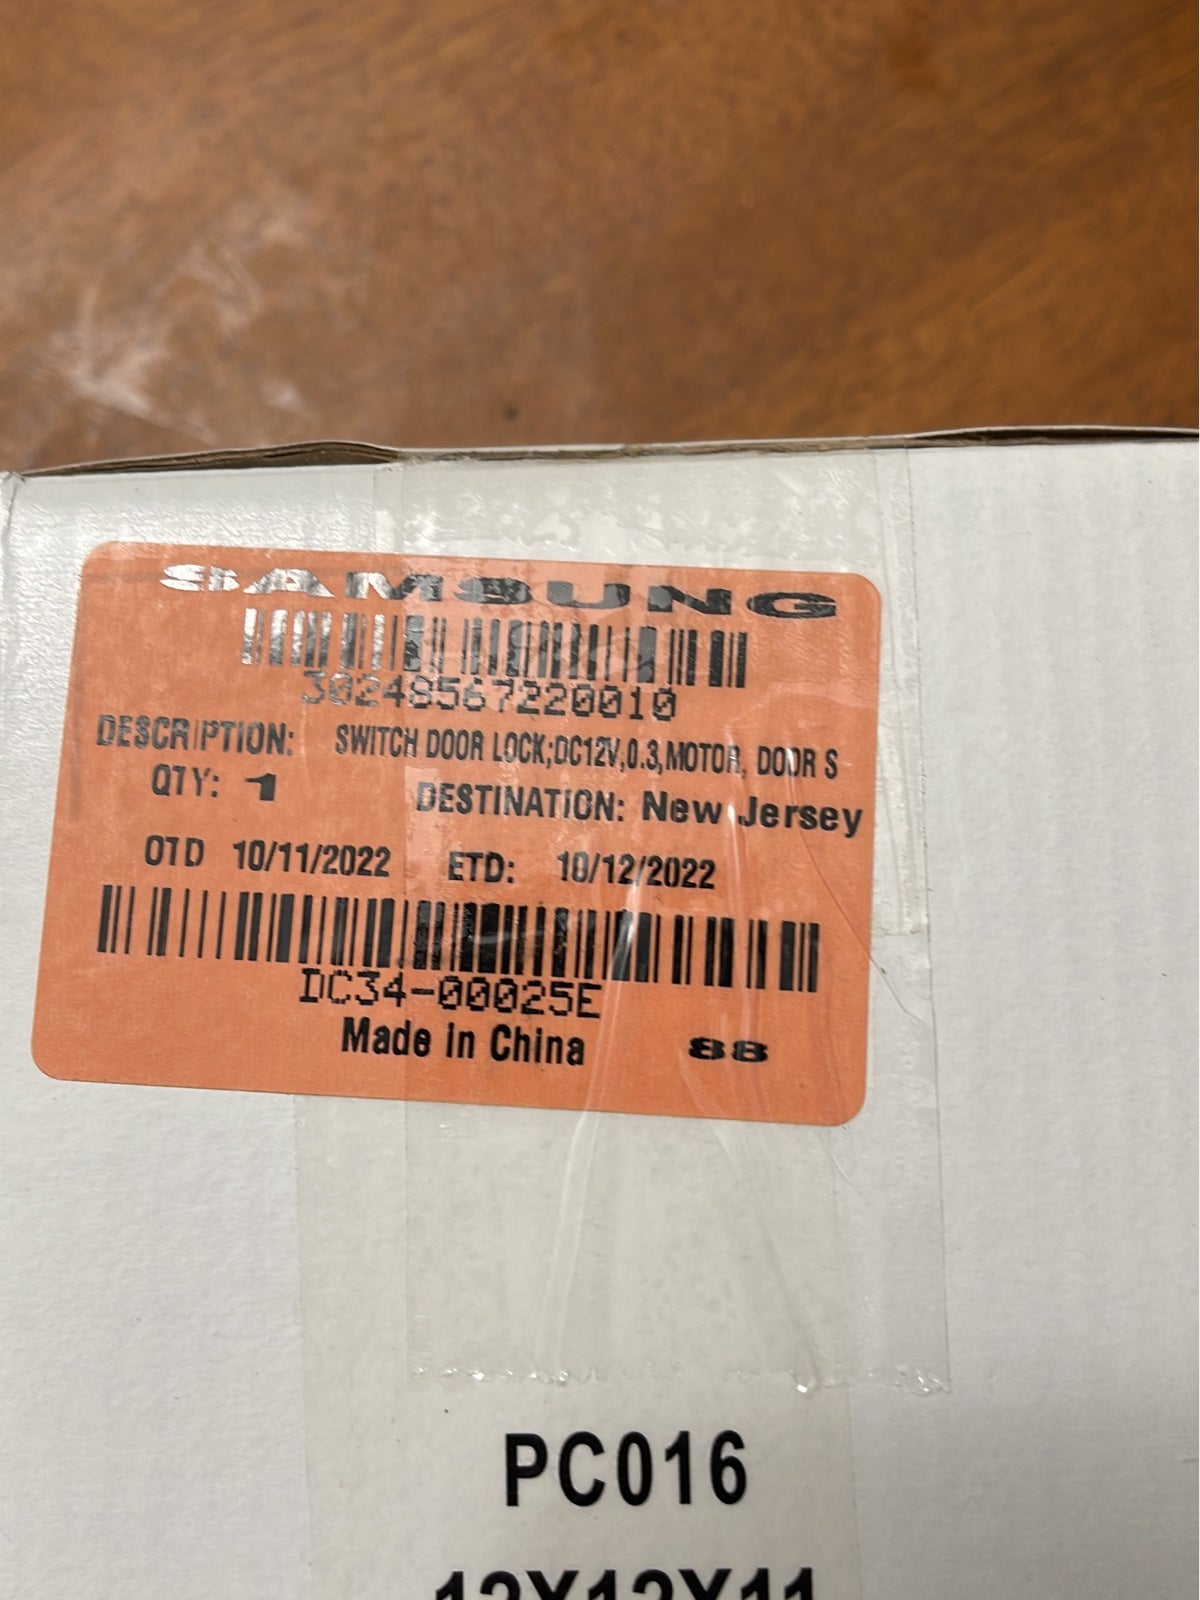 SAMSUNG
30248567220010
DESCRIPTION: SWITCH DOOR LOCK;DC12V,0.3,MOTOR, DOOR S
QTY: 1 DESTINATION: New Jersey
OTD 10/11/2022 ETD: 10/12/2022
DC34-00025E
Made in China 88
PC016
12X12X11